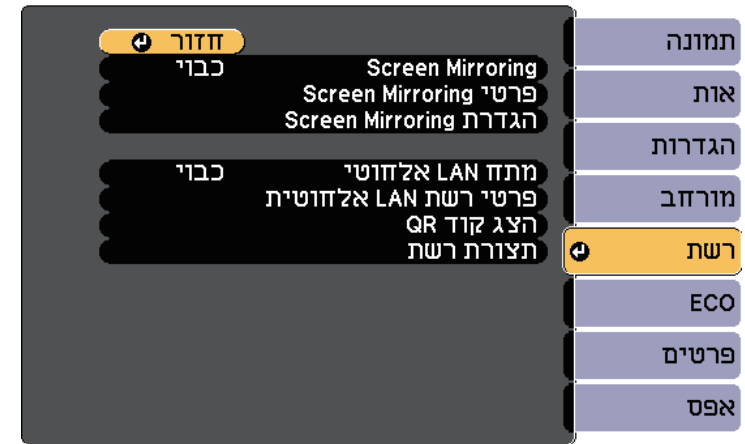 תמונה
אות
הגדרות
מורחב
רשת
ECO
פרטים
אפס
חזור
Screen Mirroring כבוי
פרטי Screen Mirroring
הגדרת Screen Mirroring
מתח LAN אלחוטי כבוי
פרטי רשת LAN אלחוטית
הצג קוד QR
תצורת רשת